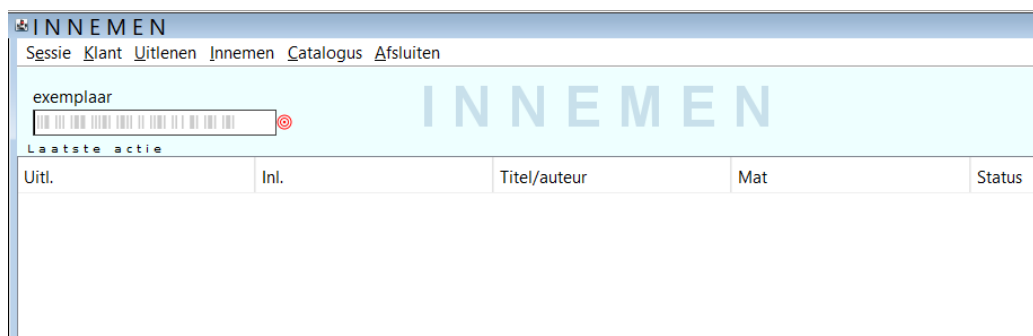 INNEMEN
Sessie Klant Uitlenen Innemen Catalogus Afsluiten
INNEMEN
exemplaar
Laatste actie
Uitl. Inl. Titel/auteur Mat Status